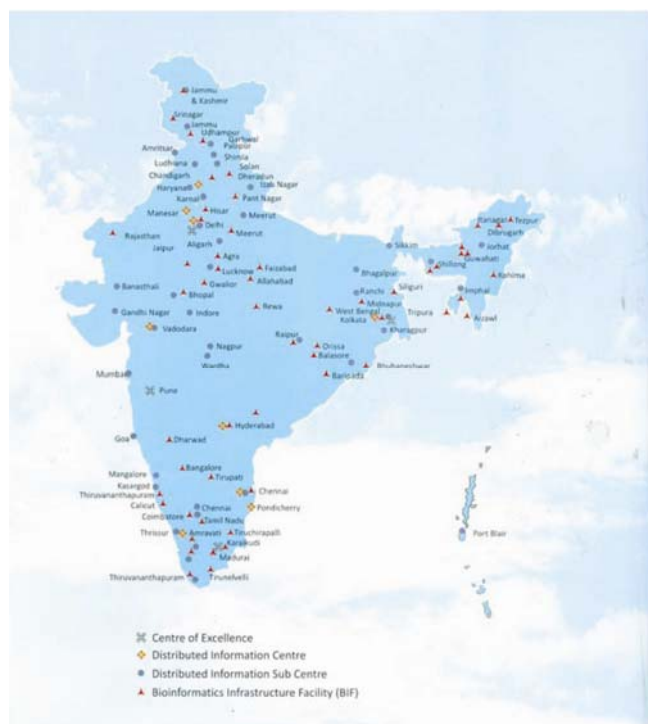 Jammu
& Kashmir
Srinagar
Jammu
Udhampur
Garhwal
Palapur
Amritsar
Shimla
Ludhiana
Solan
Chandigarh
Dheradun
Haryana
Izat Nagar
Karnal
Pant Nagar
Manesar
Hisar
Meerut
Delhi
Rajasthan
Meerut
Jaipur
Aligarh
Agra
Lucknow
Faizabad
Allahabad
Gwalior
Banasthali
Bhopal
Rewa
Gandhi Nagar
Indore
Vadodara
Sikkim
Bhagalpur
Ranchi
Siliguri
Midnapur
West Bengal
Kolkata
Tripura
Kharagpur
Itanagar
Tezpur
Dibrugarh
Jorhat
Guwahati
Shillong
Kohima
Imphal
Aizawl
Raipur
Orissa
Balasore
Bhubaneshwar
Nagpur
Wardha
Mumbai
Pune
Hyderabad
Goa
Dharwad
Bangalore
Tirupati
Mangalore
Kasargod
Thiruvananthapuram
Calicut
Chennai
Chennai
Pondicherry
Coimbatore
Tamil Nadu
Thrissur
Amravati
Tiruchirapalli
Karaikudi
Madurai
Thiruvananthapuram
Tirunelvelli
Port Blair
Centre of Excellence
Distributed Information Centre
Distributed Information Sub Centre
Bioinformatics Infrastructure Facility (BIF)